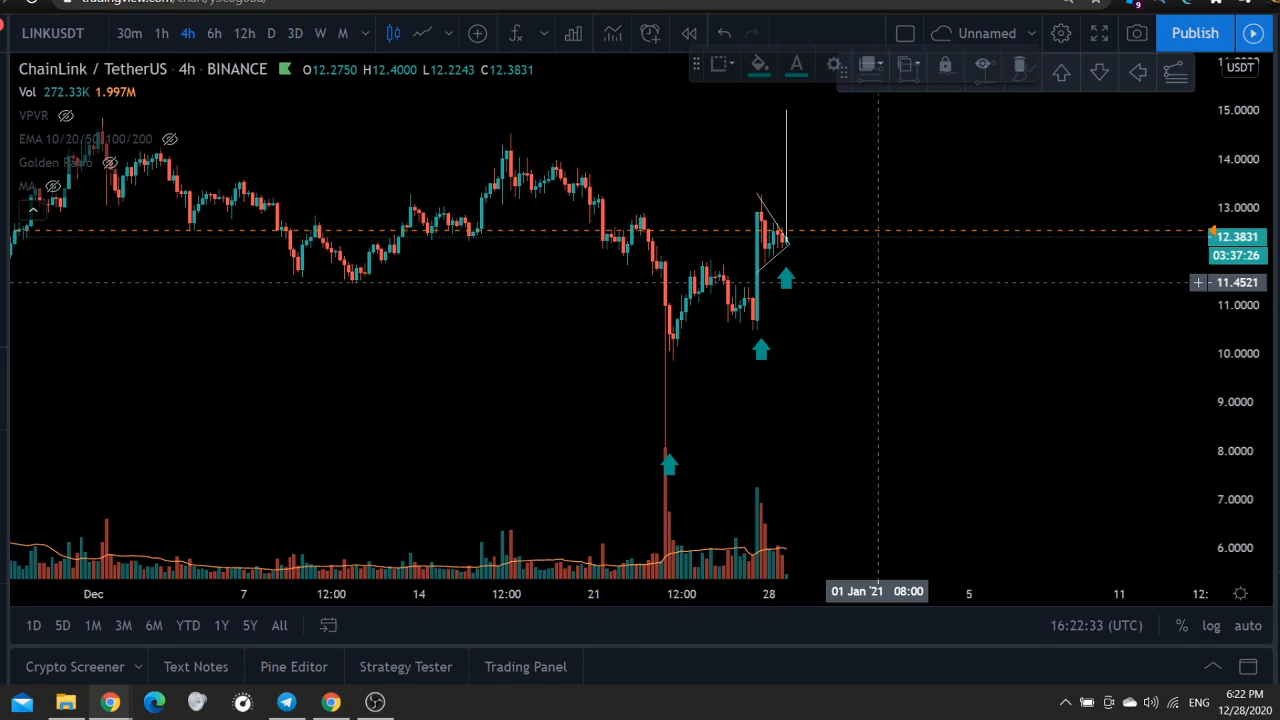 LINKUSDT 30m 1h 4h 6h 12h D 3D W M Unnamed Publish
9
ChainLink / TetherUS · 4h · BINANCE O12.2750 H12.4000 L12.2243 C12.3831
USDT
Vol 272.33K 1.997M
VPVR
EMA 10/20/50/100/200
Golden Ratio
MA
15.0000
14.0000
13.0000
12.3831
03:37:26
11.4521
11.0000
10.0000
9.0000
8.0000
7.0000
6.0000
Dec 7 12:00 14 12:00 21 12:00 28 01 Jan '21 08:00 5 11 12:
1D 5D 1M 3M 6M YTD 1Y 5Y All 16:22:33 (UTC) % log auto
Crypto Screener Text Notes Pine Editor Strategy Tester Trading Panel
ENG 6:22 PM
12/28/2020